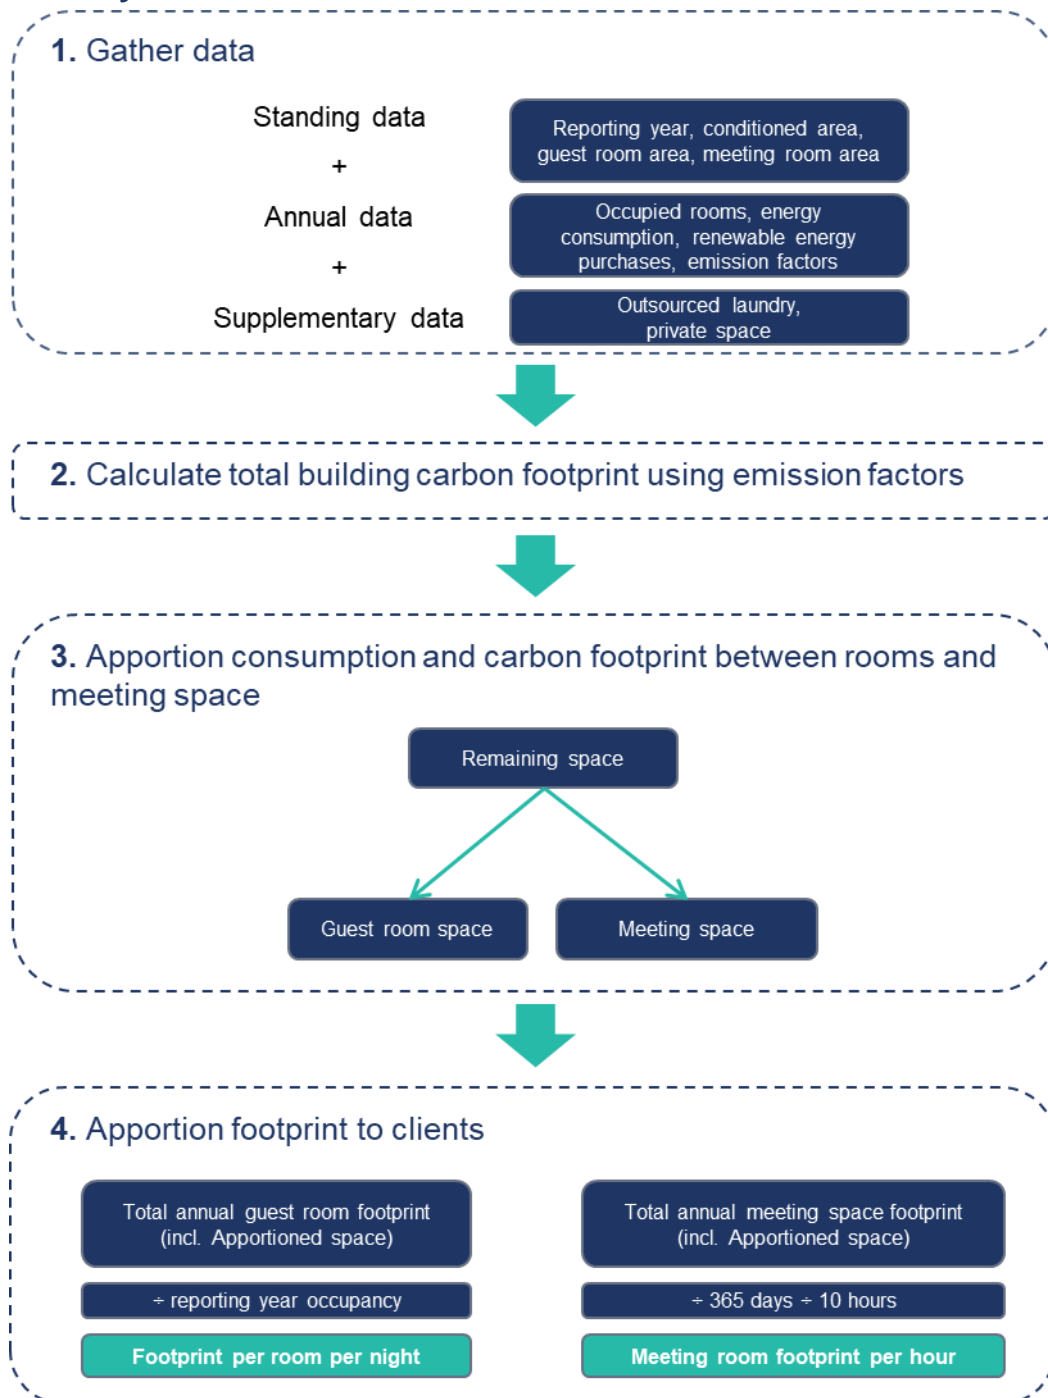 1. Gather data
Standing data
Reporting year, conditioned area,
guest room area, meeting room area
+
Annual data
Occupied rooms, energy
consumption, renewable energy
purchases, emission factors
+
Supplementary data
Outsourced laundry,
private space
2. Calculate total building carbon footprint using emission factors
3. Apportion consumption and carbon footprint between rooms and
meeting space
Remaining space
Guest room space
Meeting space
4. Apportion footprint to clients
Total annual guest room footprint
(incl. Apportioned space)
÷ reporting year occupancy
Footprint per room per night
Total annual meeting space footprint
(incl. Apportioned space)
÷ 365 days ÷ 10 hours
Meeting room footprint per hour